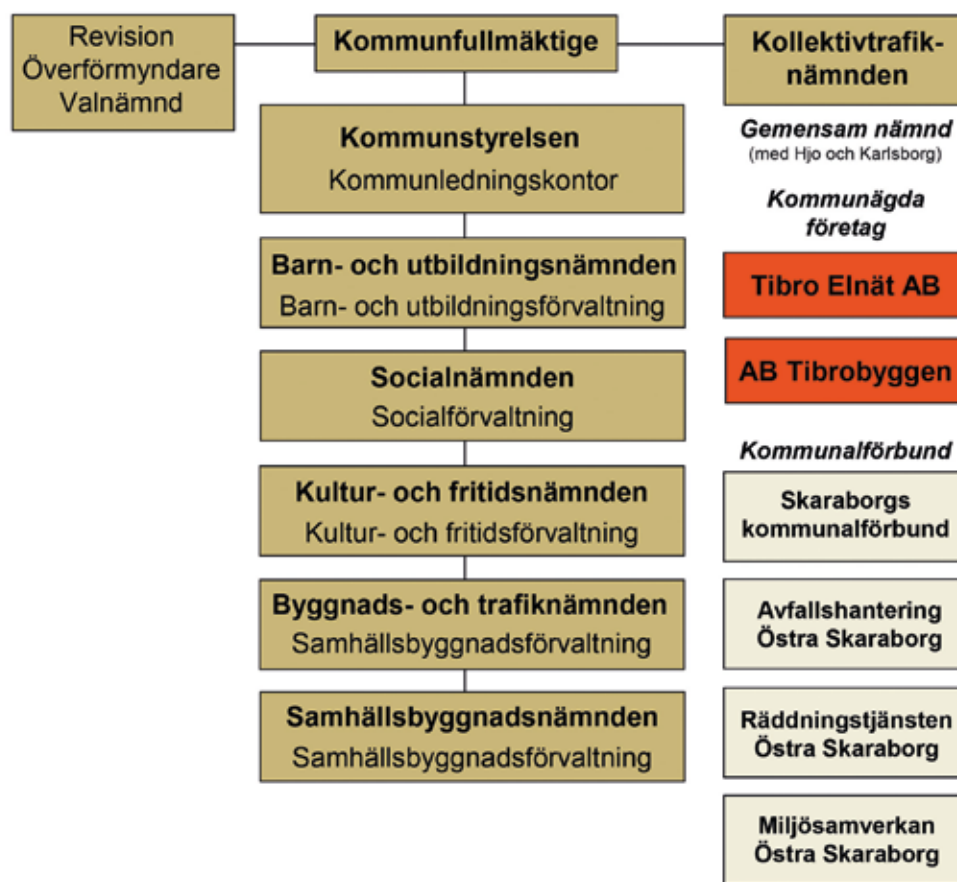 Revision
Överförmyndare
Valnämnd
Kommunfullmäktige
Kommunstyrelsen
Kommunledningskontor
Barn- och utbildningsnämnden
Barn- och utbildningsförvaltning
Socialnämnden
Socialförvaltning
Kultur- och fritidsnämnden
Kultur- och fritidsförvaltning
Byggnads- och trafiknämnden
Samhällsbyggnadsförvaltning
Samhällsbyggnadsnämnden
Samhällsbyggnadsförvaltning
Kollektivtrafik-
nämnden
Gemensam nämnd
(med Hjo och Karlsborg)
Kommunägda
företag
Tibro Elnät AB
AB Tibrobyggen
Kommunalförbund
Skaraborgs
kommunalförbund
Avfallshantering
Östra Skaraborg
Räddningstjänsten
Östra Skaraborg
Miljösamverkan
Östra Skaraborg